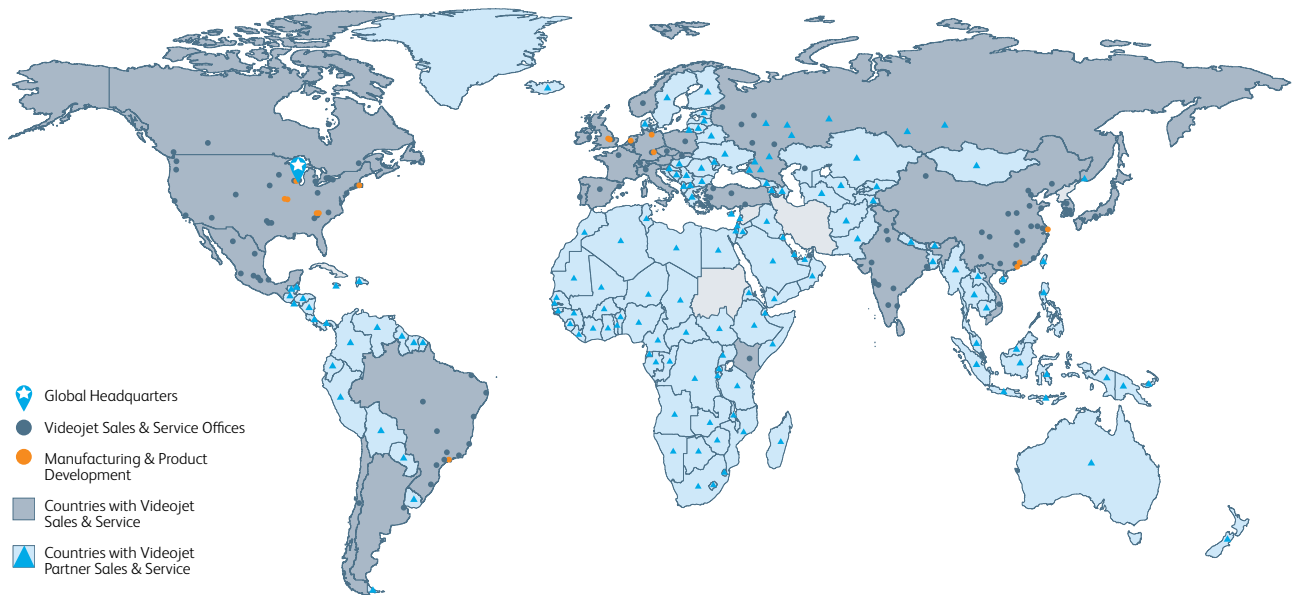 Global Headquarters
Videojet Sales & Service Offices
Manufacturing & Product
Development
Countries with Videojet
Sales & Service
Countries with Videojet
Partner Sales & Service